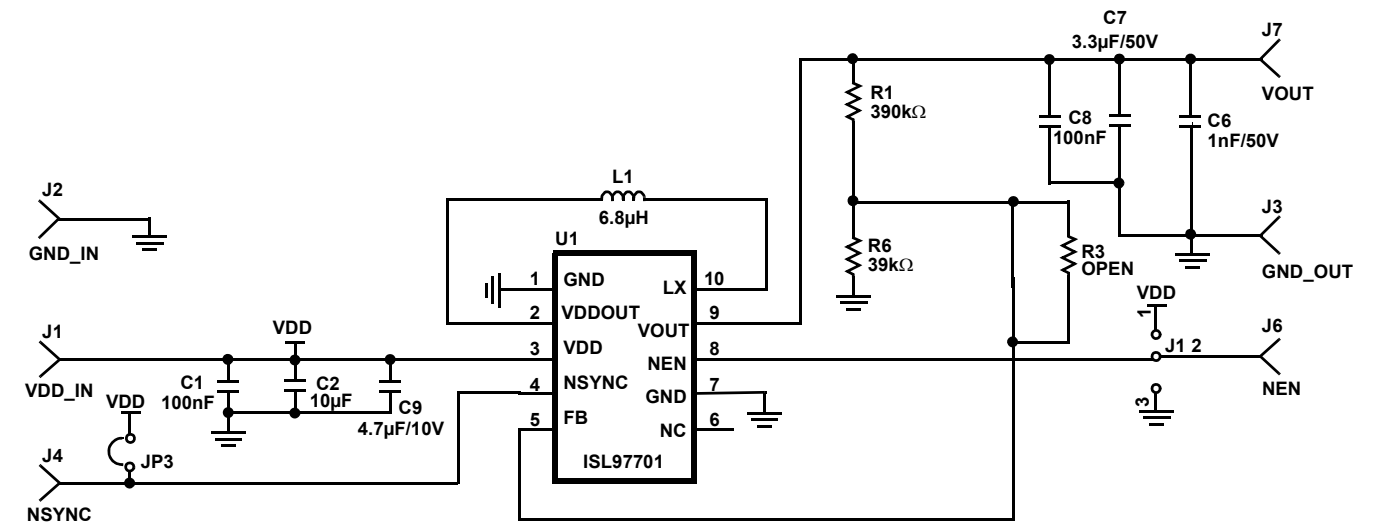 C7
3.3µF/50V
J7
VOUT
R1
390kΩ
C8
100nF
C6
1nF/50V
J2
GND_IN
L1
6.8µH
J3
GND_OUT
R6
39kΩ
R3
OPEN
U1
1 GND
2 VDDOUT
3 VDD
4 NSYNC
5 FB
LX 10
VOUT 9
NEN 8
GND 7
NC 6
ISL97701
VDD
1
J1 2
3
J6
NEN
J1
VDD_IN
VDD
C1
100nF
C2
10µF
C9
4.7µF/10V
VDD
JP3
J4
NSYNC